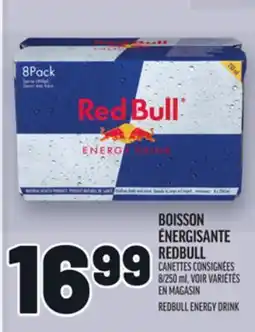 8Pack
Red Bull
ENERGY DRINK
16.99
BOISSON
ÉNERGISANTE
REDBULL
CANETTES CONSIGNÉES
8/250 ml, VOIR VARIÉTÉS
EN MAGASIN
REDBULL ENERGY DRINK